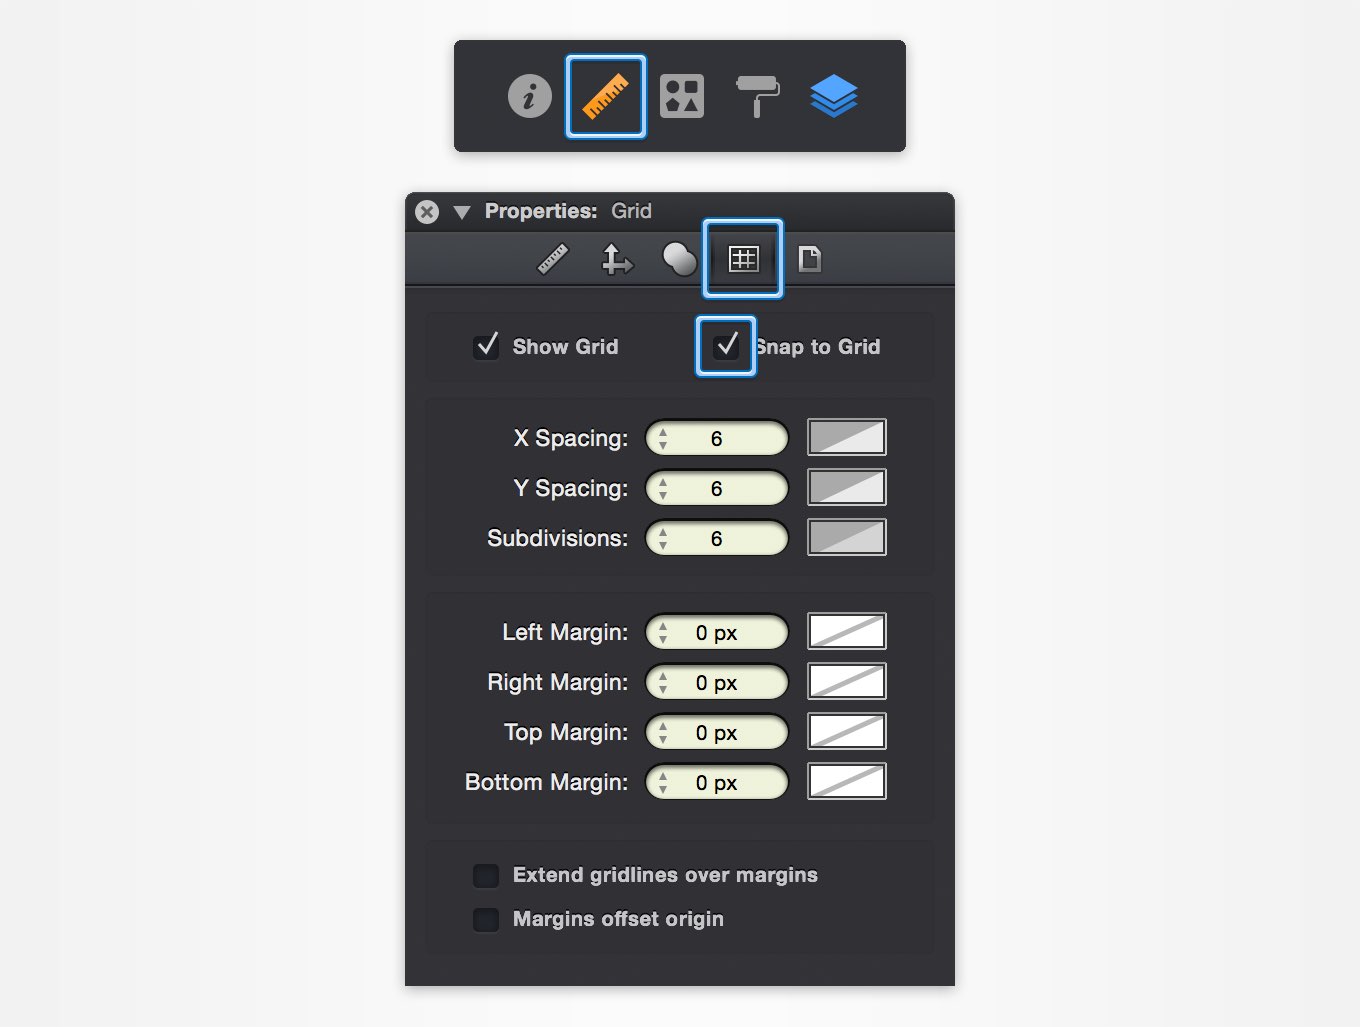 Properties: Grid
Show Grid
Snap to Grid
X Spacing: 6
Y Spacing: 6
Subdivisions: 6
Left Margin: 0 px
Right Margin: 0 px
Top Margin: 0 px
Bottom Margin: 0 px
Extend gridlines over margins
Margins offset origin